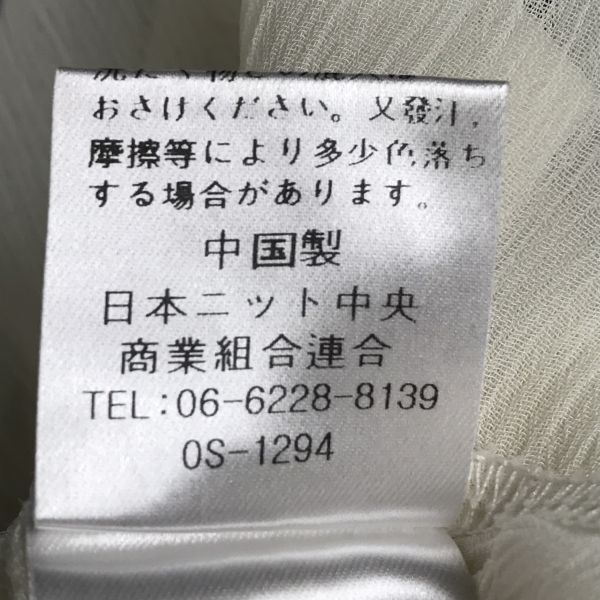 おさけください。又發汁,
摩擦等により多少色落ち
する場合があります。
中国製
日本ニット中央
商業組合連合
TEL:06-6228-8139
OS-1294